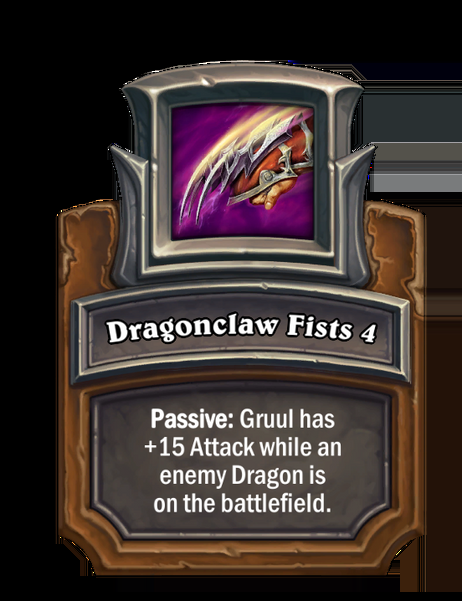 Dragonclaw Fists 4
Passive: Gruul has
+15 Attack while an
enemy Dragon is
on the battlefield.